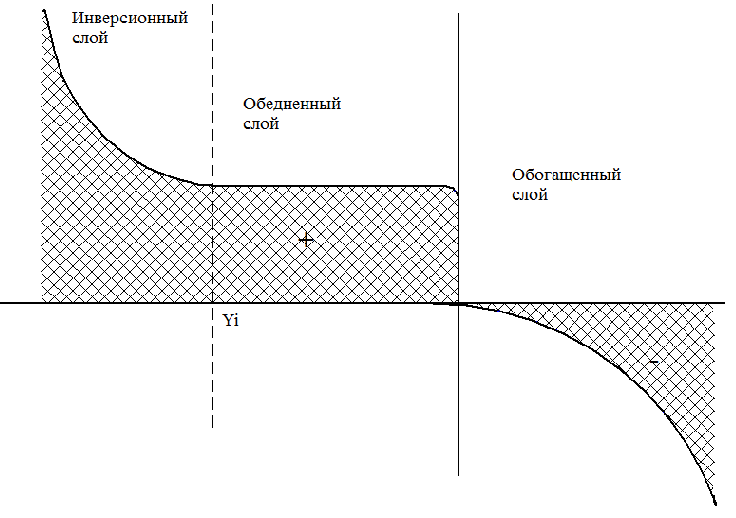 Инверсионный
слой
Обедненный
слой
Обогащенный
слой
+
Yi
-